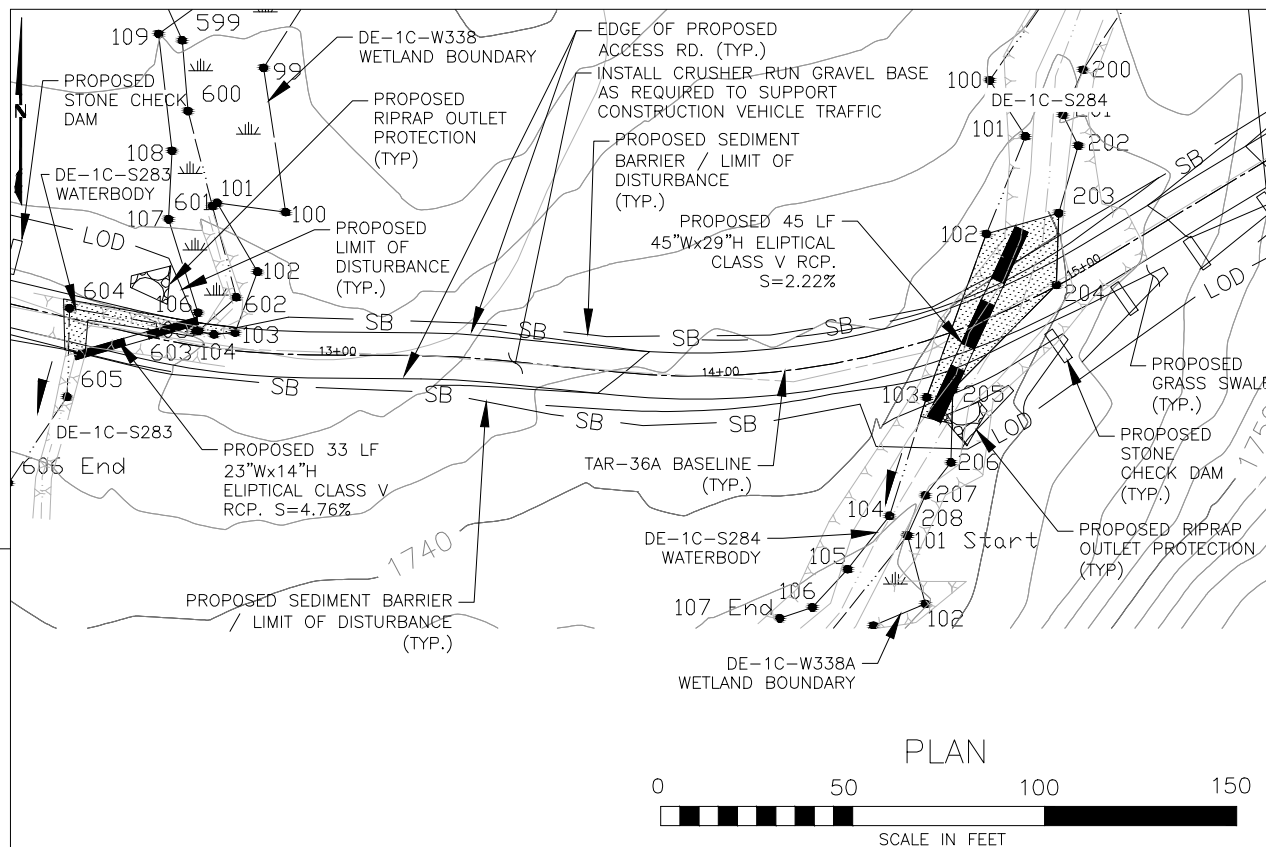 599
109
DE-1C-W338
WETLAND BOUNDARY
EDGE OF PROPOSED
ACCESS RD. (TYP.)
99
200
PROPOSED
STONE CHECK
DAM
INSTALL CRUSHER RUN GRAVEL BASE
AS REQUIRED TO SUPPORT
CONSTRUCTION VEHICLE TRAFFIC
100
600
PROPOSED
RIPRAP OUTLET
PROTECTION
(TYP)
DE-1C-S284
201
N
101
PROPOSED SEDIMENT
BARRIER / LIMIT OF
DISTURBANCE
(TYP.)
202
108
SB
DE-1C-S283
WATERBODY
101
601
203
107
100
PROPOSED 45 LF
45"Wx29"H ELIPTICAL
CLASS V RCP.
S=2.22%
LOD
PROPOSED
LIMIT OF
DISTURBANCE
(TYP.)
102
102
15+00
LOD
604
106
602
204
SB
SB
SB
SB
103
603
104
13+00
14+00
605
SB
SB
SB
SB
SB
103
205
PROPOSED
GRASS SWALE
(TYP.)
DE-1C-S283
LOD
PROPOSED
STONE
CHECK DAM
(TYP.)
606 End
PROPOSED 33 LF
23"Wx14"H
ELIPTICAL CLASS V
RCP. S=4.76%
TAR-36A BASELINE
(TYP.)
206
207
104
208
1740
DE-1C-S284
WATERBODY
101 Start
PROPOSED RIPRAP
OUTLET PROTECTION
(TYP)
105
PROPOSED SEDIMENT BARRIER
/ LIMIT OF DISTURBANCE
(TYP.)
106
107 End
102
DE-1C-W338A
WETLAND BOUNDARY
PLAN
0 50 100 150
SCALE IN FEET